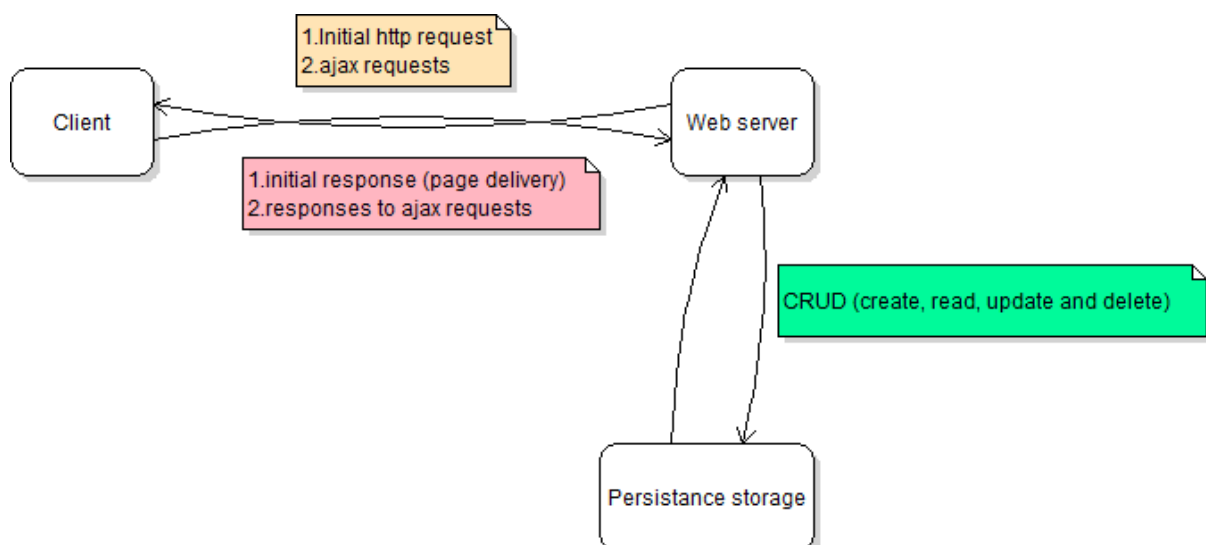 1.Initial http request
2.ajax requests
Client
Web server
1.initial response (page delivery)
2.responses to ajax requests
CRUD (create, read, update and delete)
Persistance storage